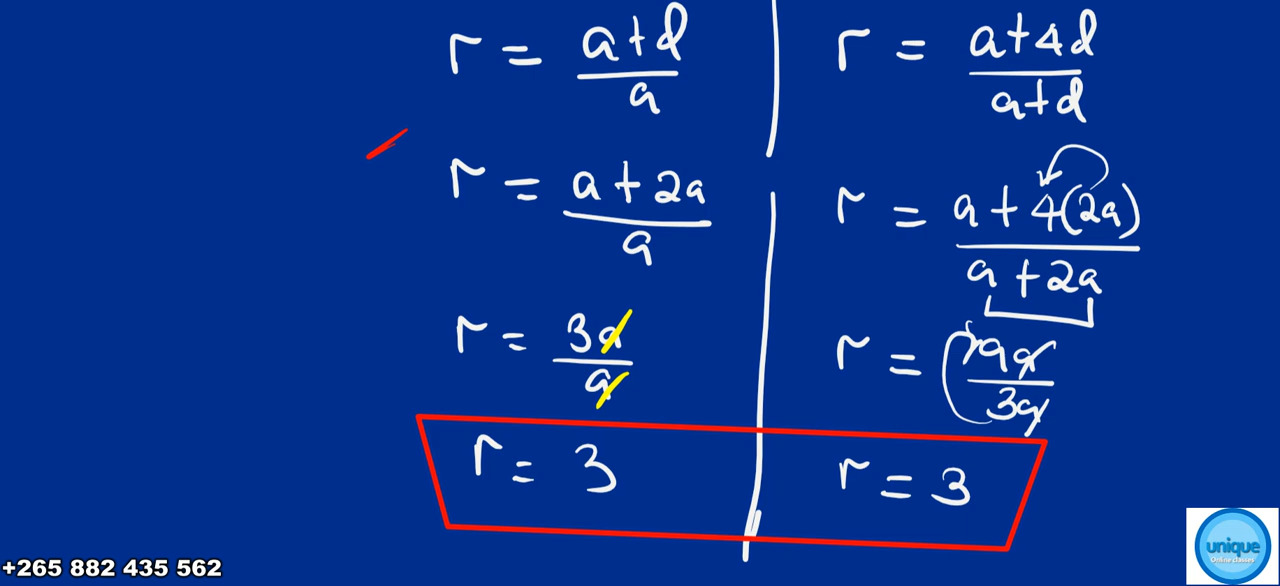 r = a+d/a
r = a + 2a/a
r = 3a/a
r = 3
r = a+4d/a+d
r = a + 4(2a)/a + 2a
r = 9a/3a
r = 3
+265 882 435 562
unique
Online classes